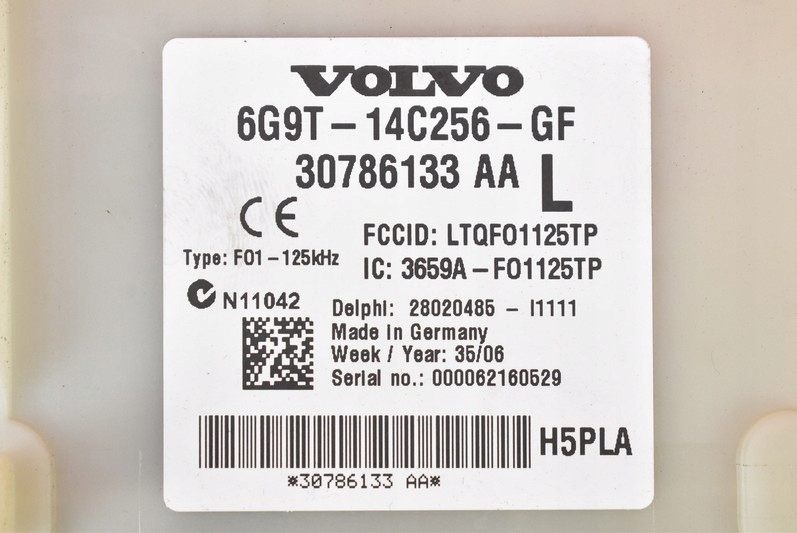 VOLVO
6G9T-14C256-GF
30786133 AA L
CE
FCCID: LTQFO1125TP
Type: FO1-125kHz
IC: 3659A-FO1125TP
N11042
Delphi: 28020485 - I1111
Made in Germany
Week / Year: 35/06
Serial no.: 000062160529
H5PLA
*30786133 AA*